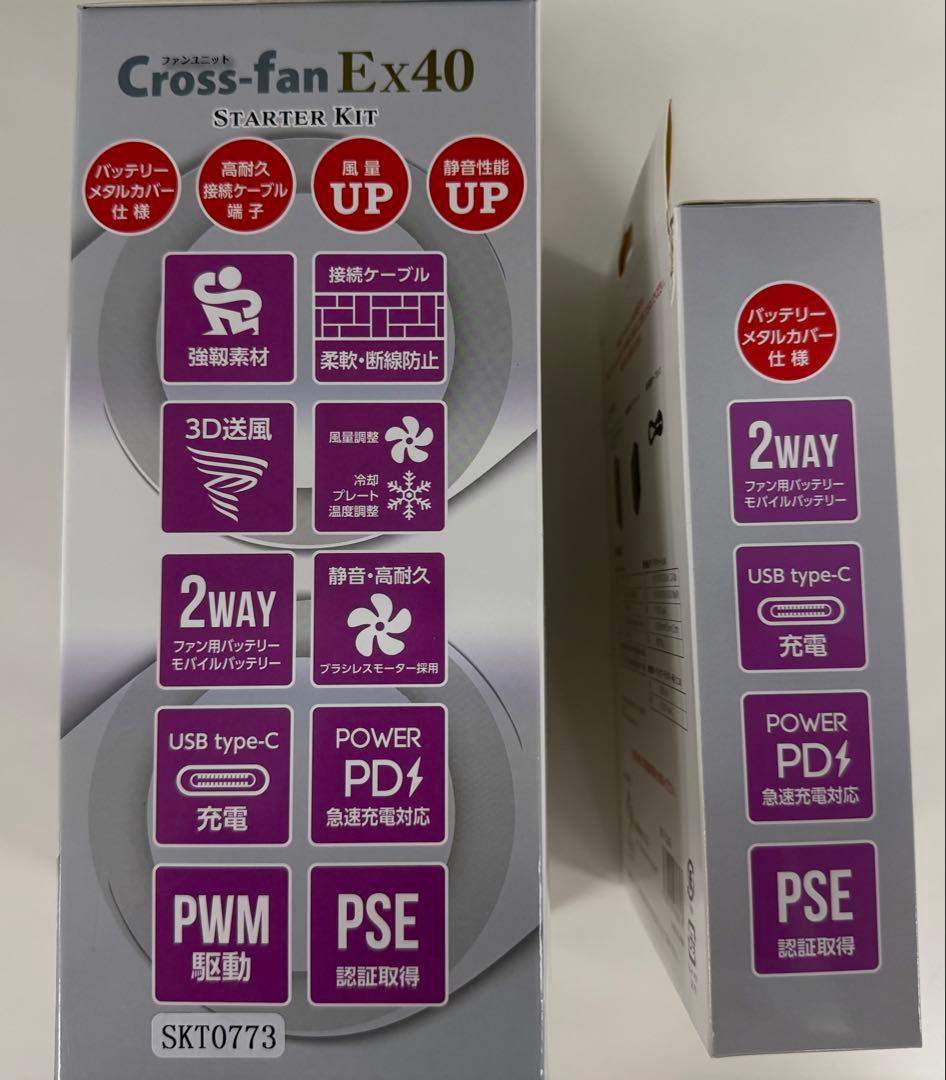 ファンユニット
Cross-fan Ex40
STARTER KIT
バッテリー
メタルカバー
仕様
高耐久
接続ケーブル
端子
風量
UP
静音性能
UP
強靱素材
接続ケーブル
柔軟・断線防止
3D送風
風量調整
冷却
プレート
温度調整
2WAY
ファン用バッテリー
モバイルバッテリー
静音・高耐久
ブラシレスモーター採用
USB type-C
充電
POWER
PD
急速充電対応
PWM
駆動
PSE
認証取得
SKT0773
バッテリー
メタルカバー
仕様
2WAY
ファン用バッテリー
モバイルバッテリー
USB type-C
充電
POWER
PD
急速充電対応
PSE
認証取得